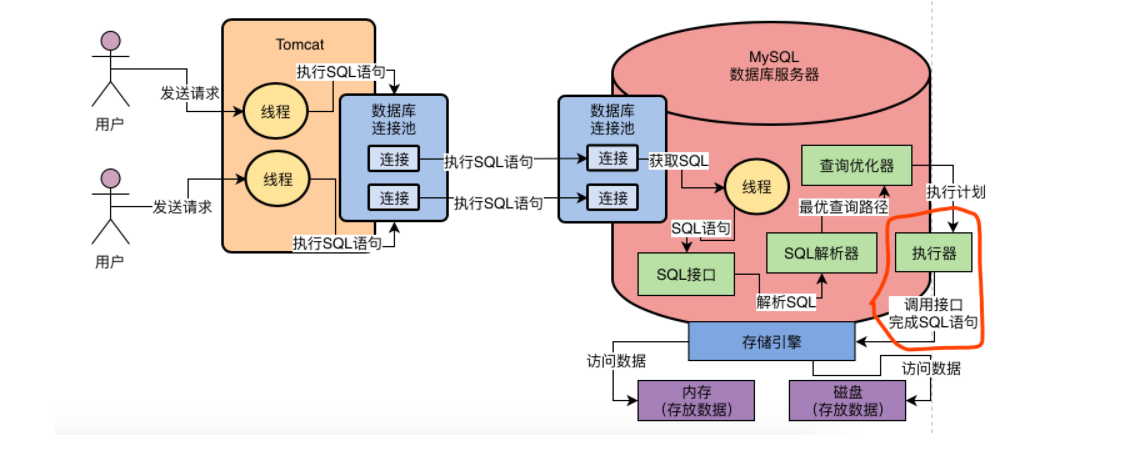 Tomcat
MySQL
数据库服务器
执行SQL语句
发送请求
线程
用户
数据库
连接池
数据库
连接池
连接
执行SQL语句
连接
获取SQL
线程
查询优化器
执行计划
线程
发送请求
连接
执行SQL语句
连接
最优查询路径
SQL语句
用户
执行SQL语句
SQL接口
解析SQL
SQL解析器
执行器
调用接口
完成SQL语句
存储引擎
访问数据
访问数据
内存
(存放数据)
磁盘
(存放数据)